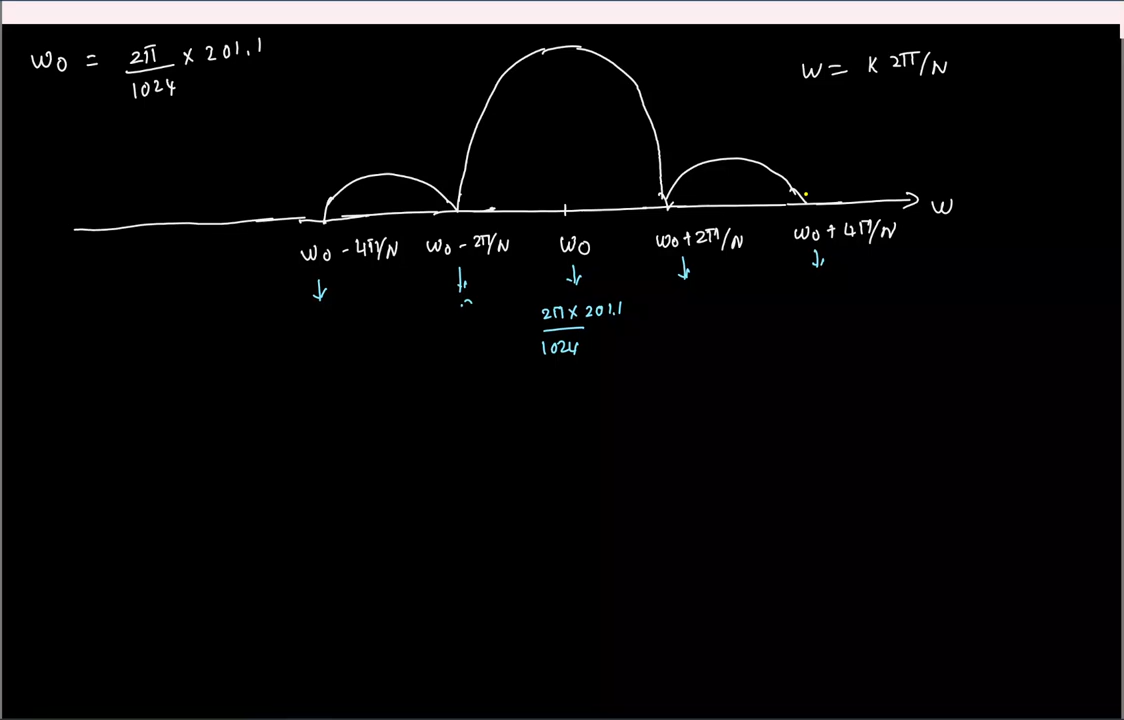 w0 = 2π/1024 × 201.1
w = k 2π/N
w
w0 - 4π/N w0 - 2π/N w0 w0 + 2π/N w0 + 4π/N
2π × 201.1
1024